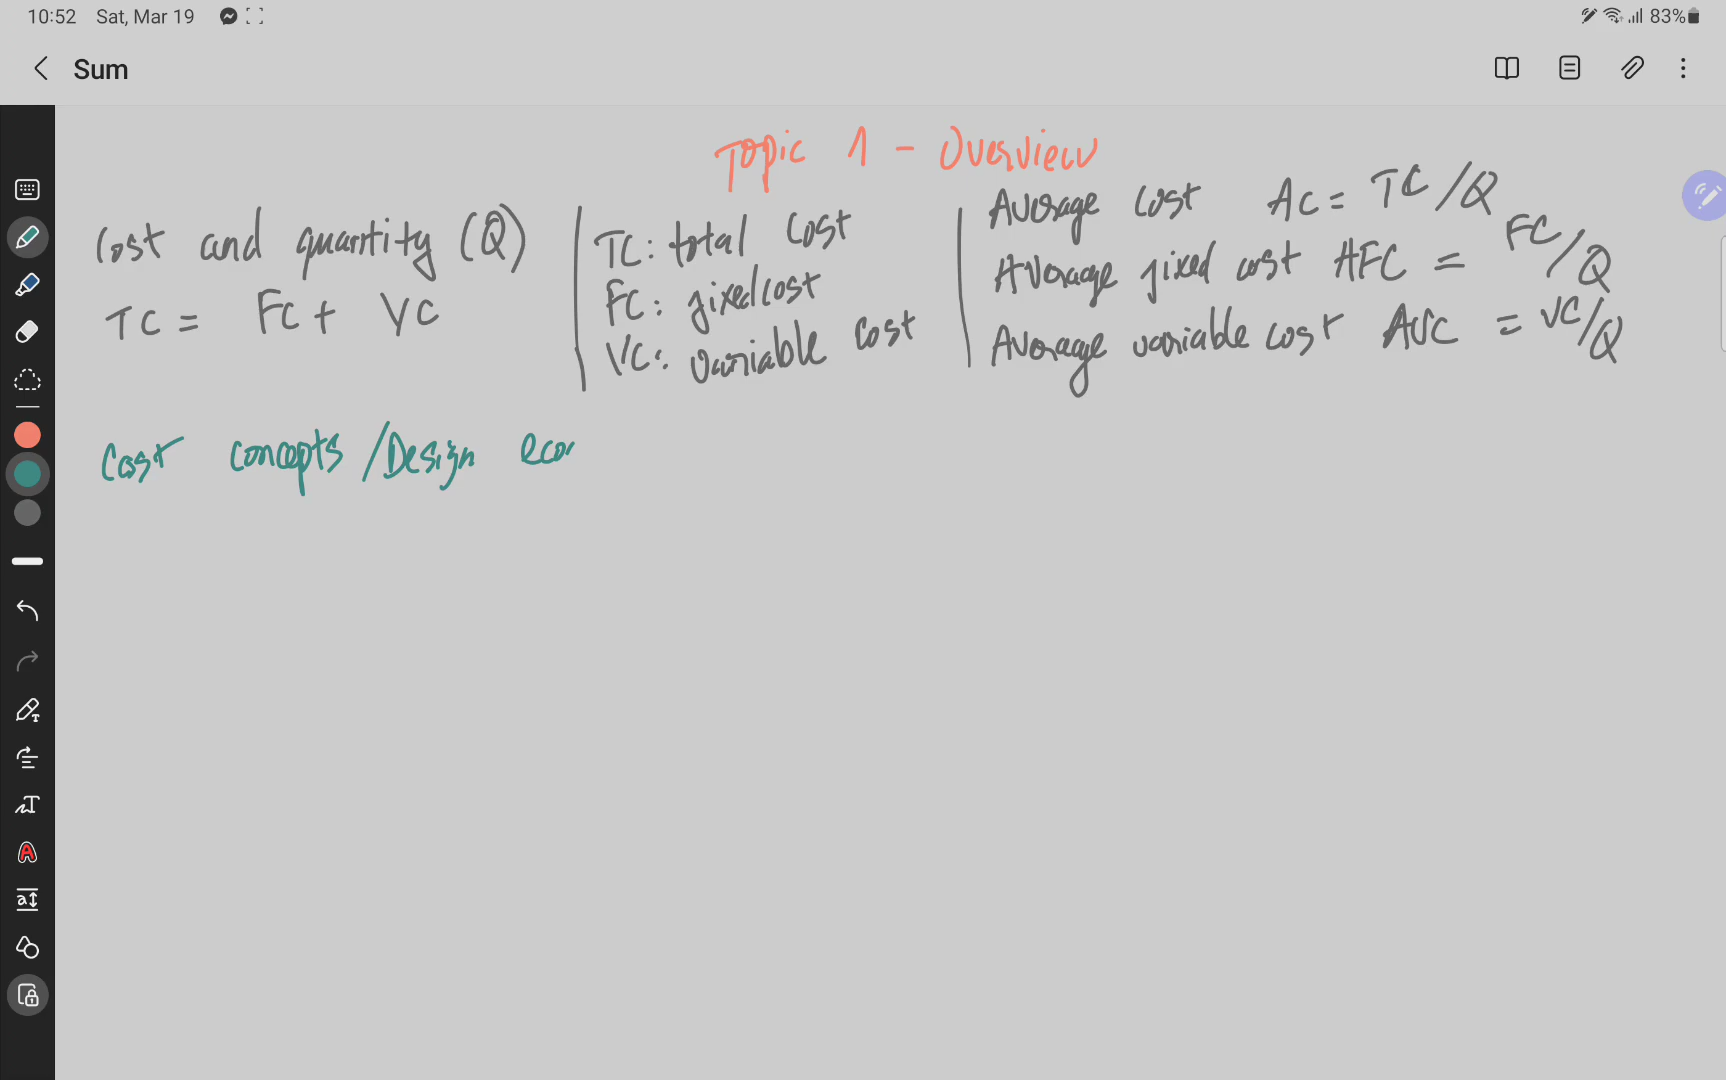 10:52 Sat, Mar 19 83%
Sum
Topic 1 - Overview
Cost and quantity (Q)
TC = FC + VC
TC: total cost
FC: fixed cost
VC: variable cost
Average cost AC = TC/Q
Average fixed cost AFC = FC/Q
Average variable cost AVC = VC/Q
Cost concepts/Design econ